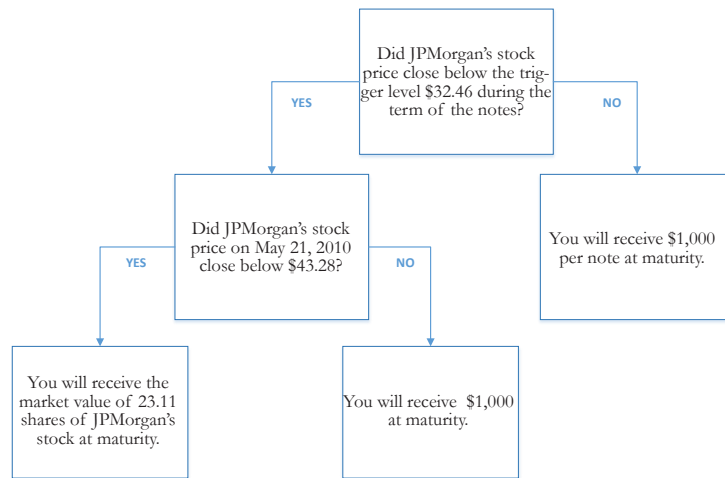 Did JPMorgan's stock
price close below the trig-
ger level $32.46 during the
term of the notes?
YES
NO
Did JPMorgan's stock
price on May 21, 2010
close below $43.28?
You will receive $1,000
per note at maturity.
YES
NO
You will receive the
market value of 23.11
shares of JPMorgan's
stock at maturity.
You will receive $1,000
at maturity.